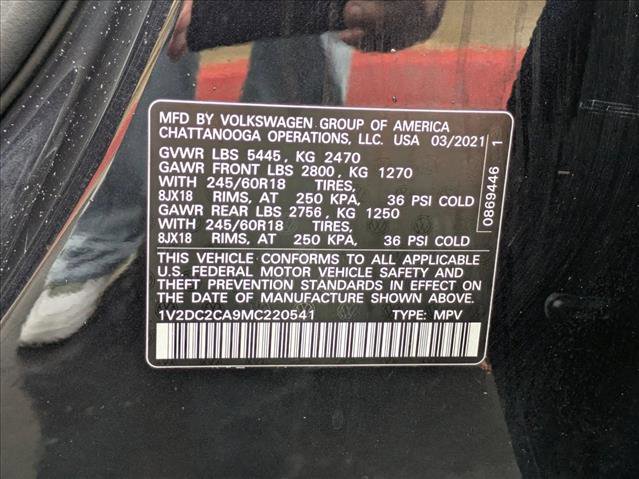 MFD BY VOLKSWAGEN GROUP OF AMERICA
CHATTANOOGA OPERATIONS, LLC. USA 03/2021
GVWR LBS 5445, KG 2470
GAWR FRONT LBS 2800, KG 1270
WITH 245/60R18 TIRES,
8JX18 RIMS, AT 250 KPA, 36 PSI COLD
GAWR REAR LBS 2756, KG 1250
WITH 245/60R18 TIRES,
8JX18 RIMS, AT 250 KPA, 36 PSI COLD
THIS VEHICLE CONFORMS TO ALL APPLICABLE
U.S. FEDERAL MOTOR VEHICLE SAFETY AND
THEFT PREVENTION STANDARDS IN EFFECT ON
THE DATE OF MANUFACTURE SHOWN ABOVE.
1V2DC2CA9MC220541 TYPE: MPV
0869446 1